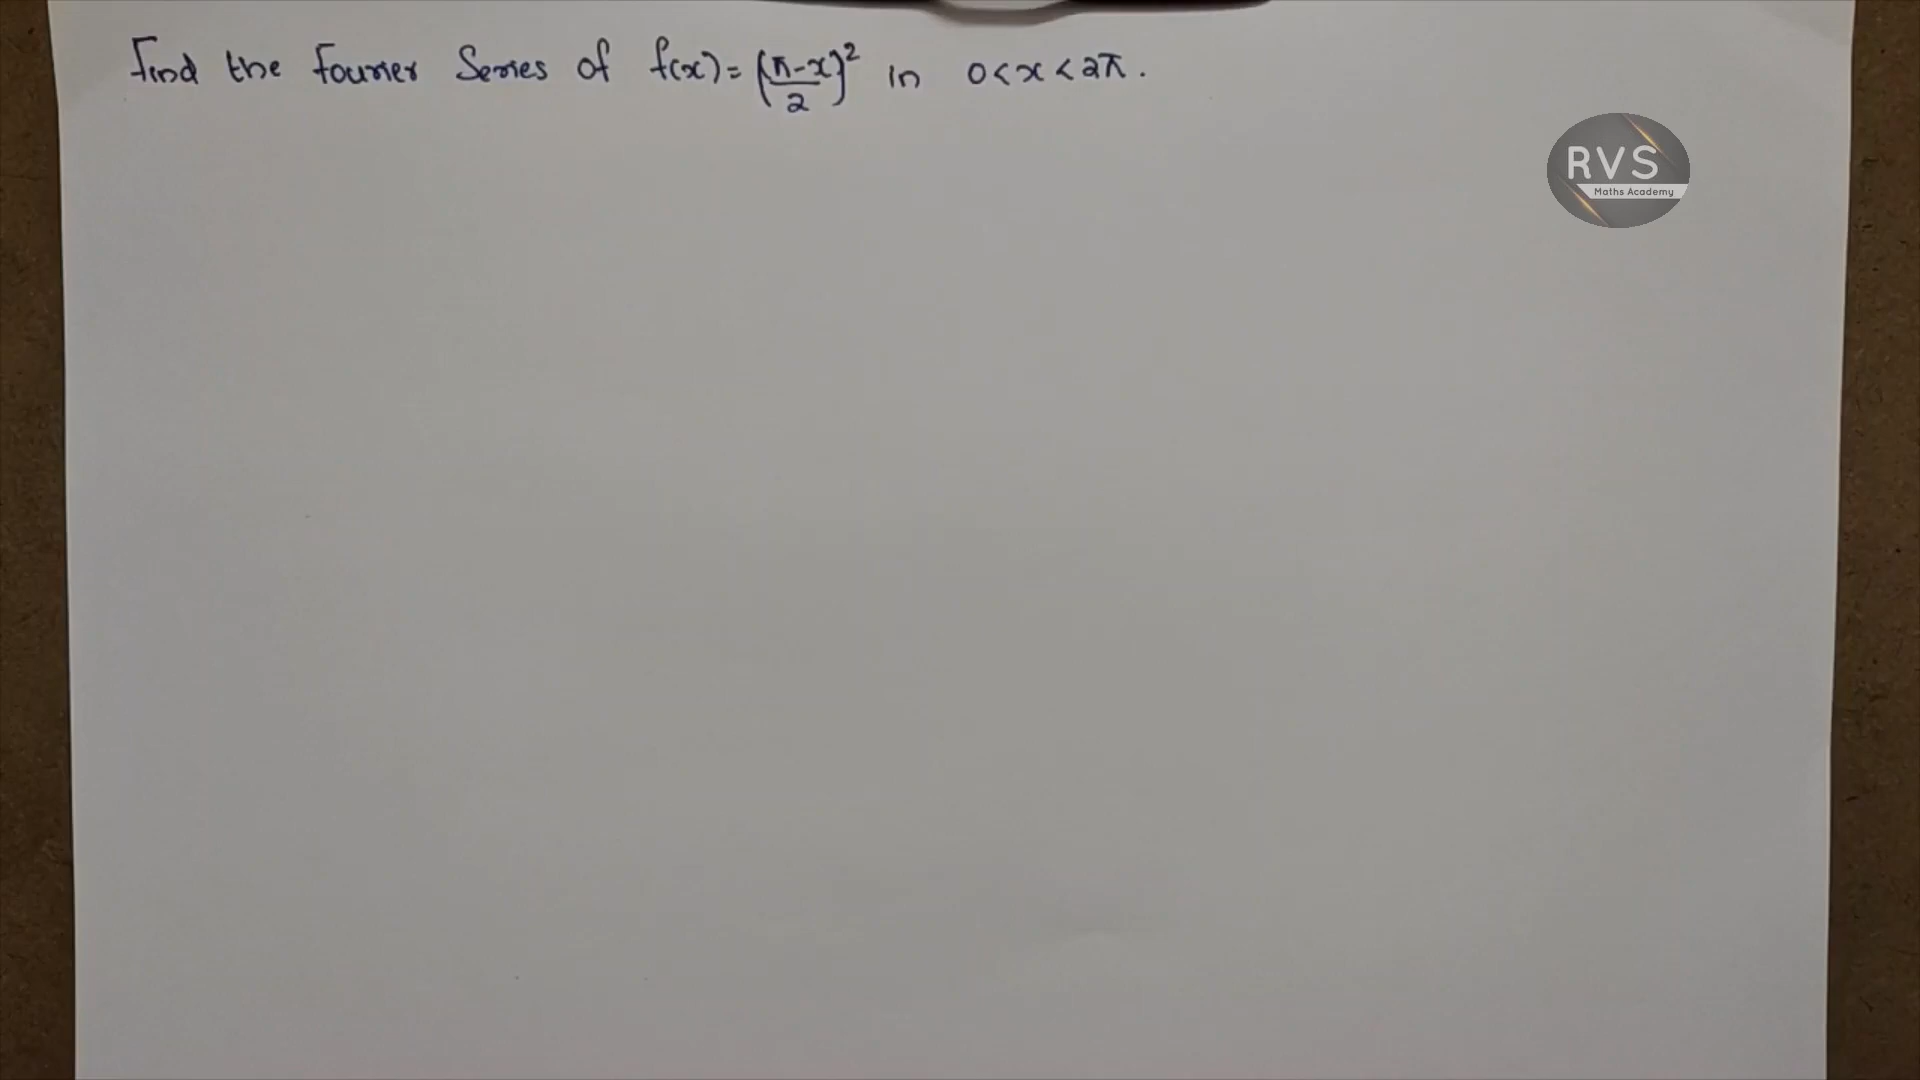 Find the Fourier Series of f(x) = ((π-x)/2)² in 0<x<2π.
RVS
Maths Academy